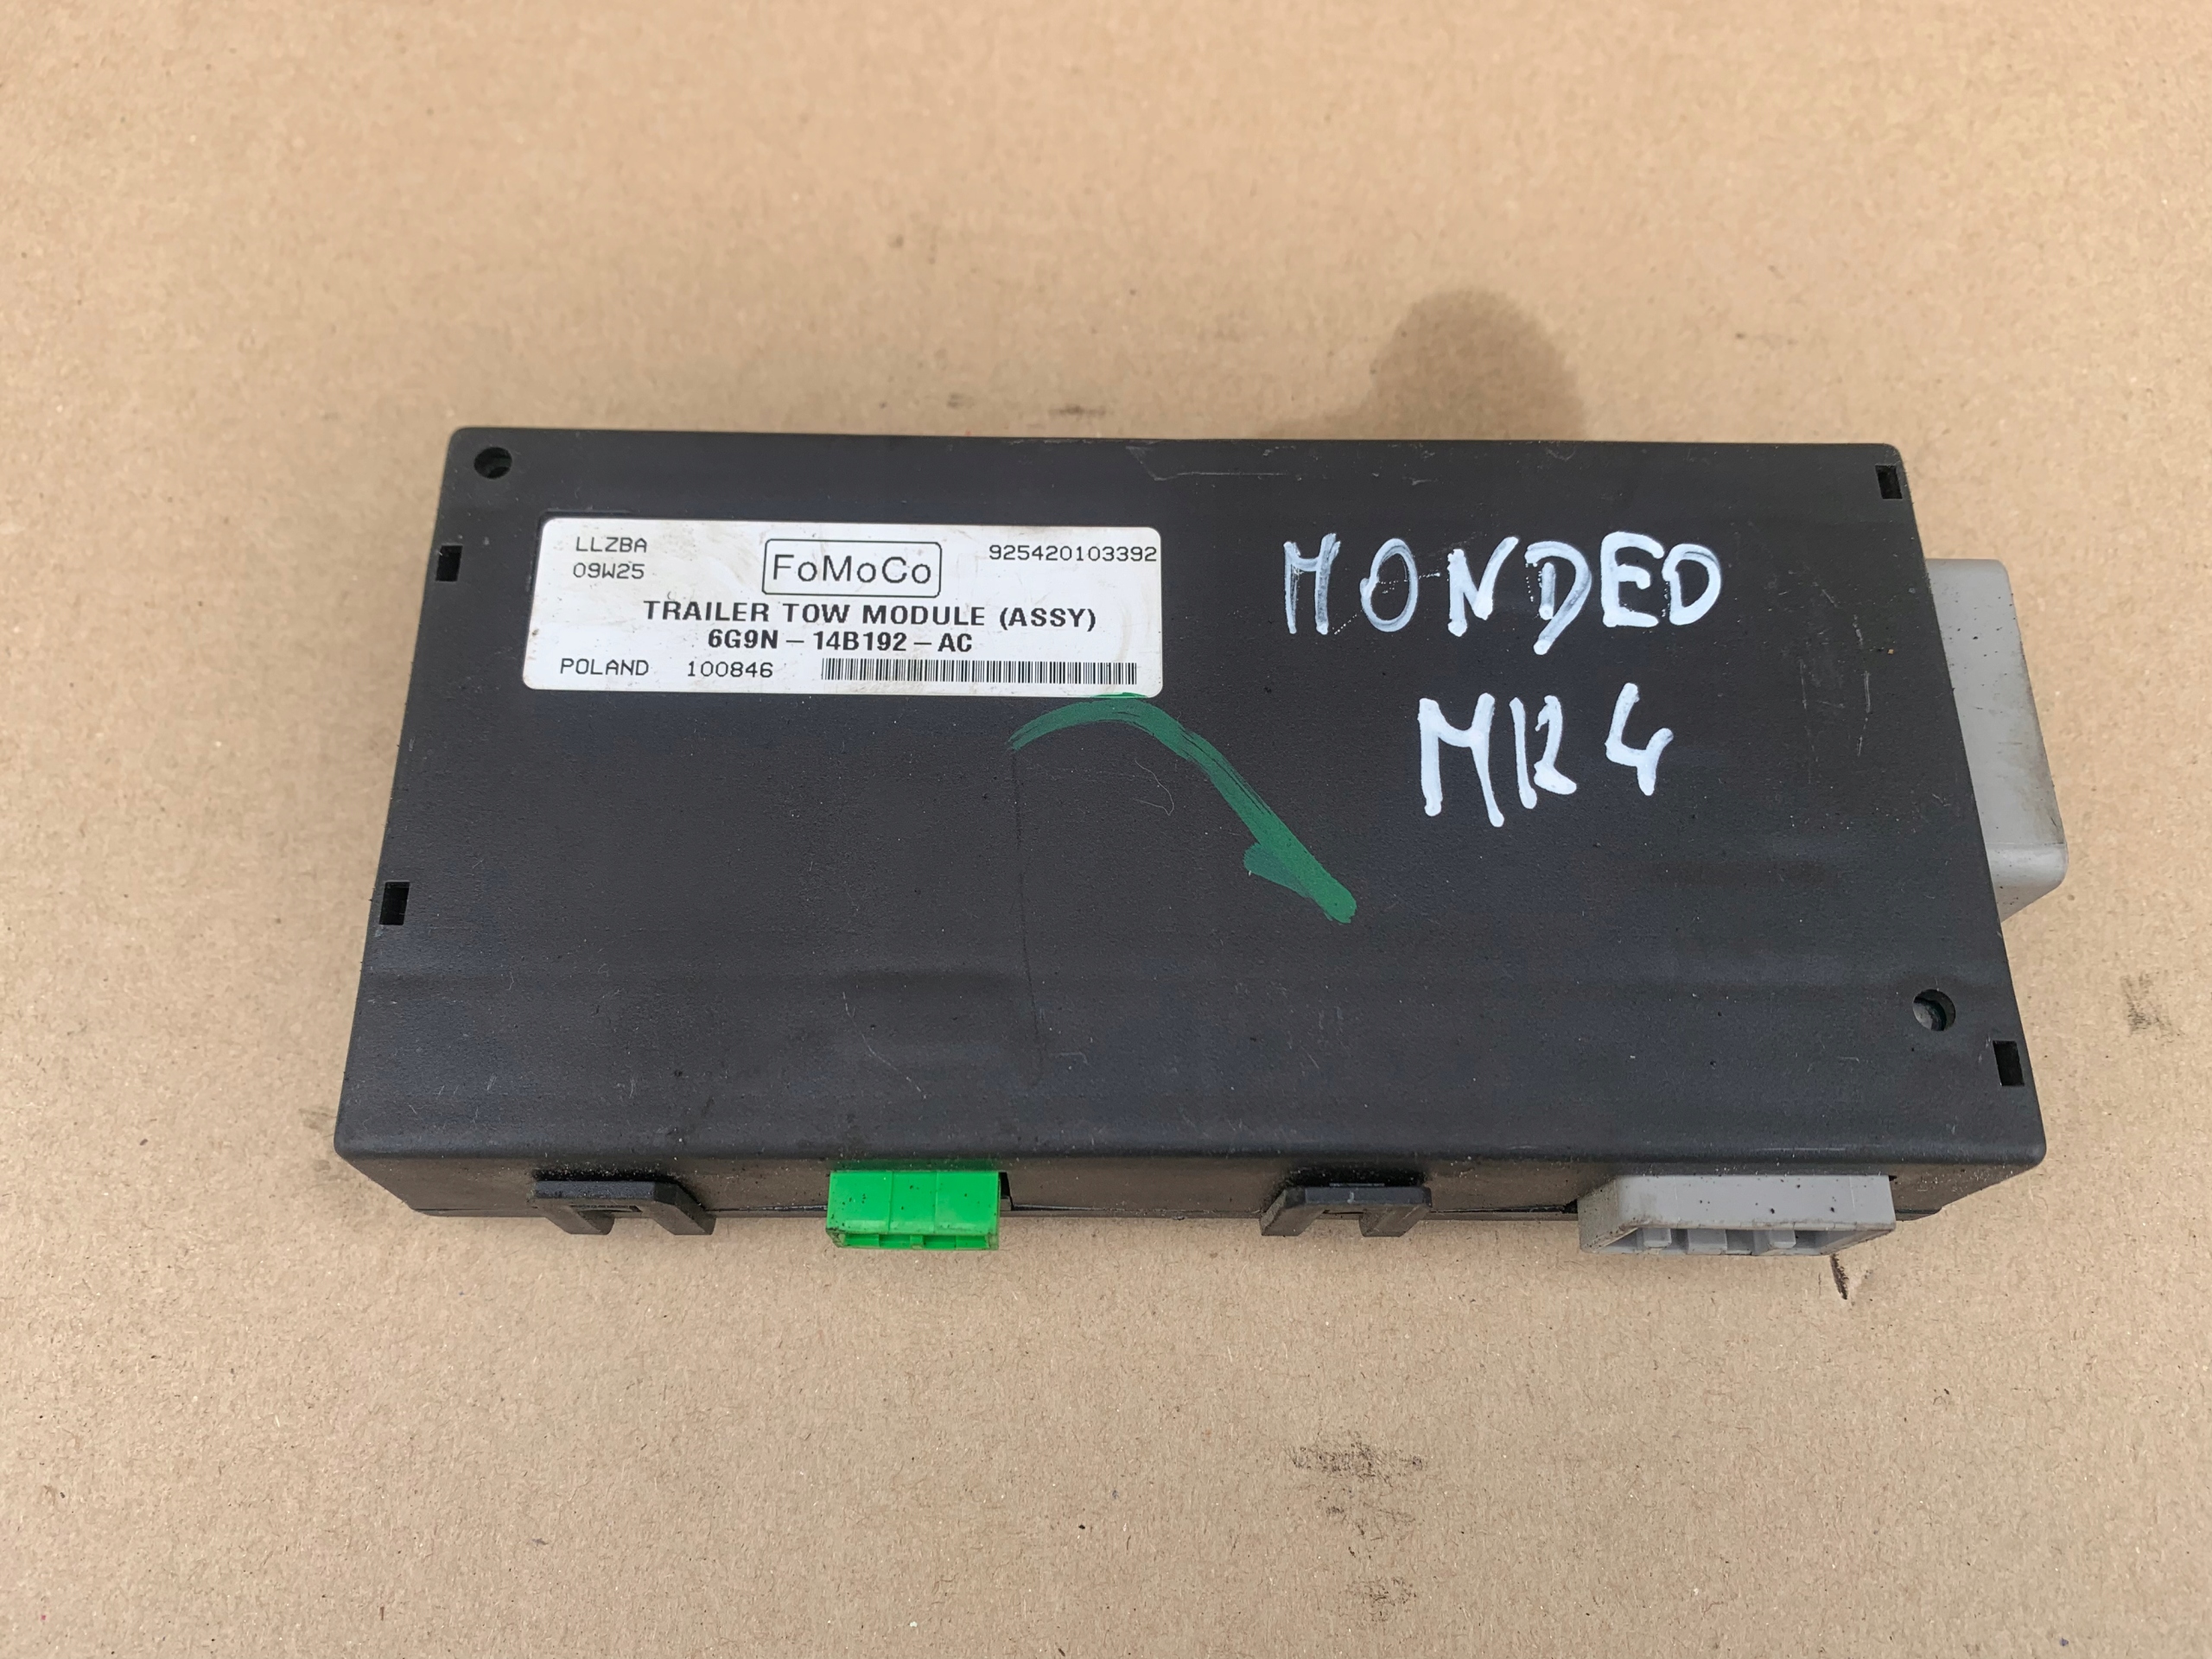 LLZBA
09W25
FoMoCo
925420103392
TRAILER TOW MODULE (ASSY)
6G9N - 14B192 - AC
POLAND 100846
MONDEO
MK4